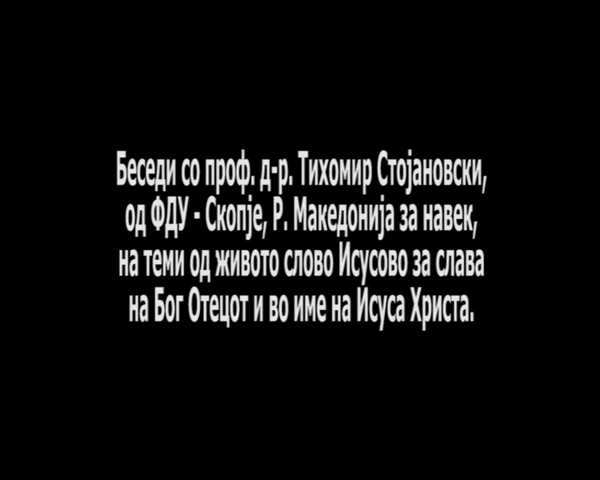 Беседи со проф. д-р. Тихомир Стојановски,
од ФДУ - Скопје, Р. Македонија за навек,
на теми од живото слово Исусово за слава
на Бог Отецот и во име на Исуса Христа.